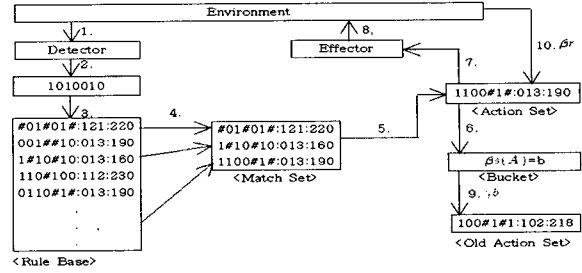 Environment
1.
8.
10. βr
Detector
Effector
2.
7.
1010010
1100#1#:013:190
<Action Set>
3.
4.
5.
6.
#01#01#:121:220
001##10:013:190
1#10#10:013:160
110#100:112:230
0110#1#:013:190
.
.
.
<Rule Base>
#01#01#:121:220
1#10#10:013:160
1100#1#:013:190
<Match Set>
βs(A)=b
<Bucket>
9. γb
100#1#1:102:218
<Old Action Set>